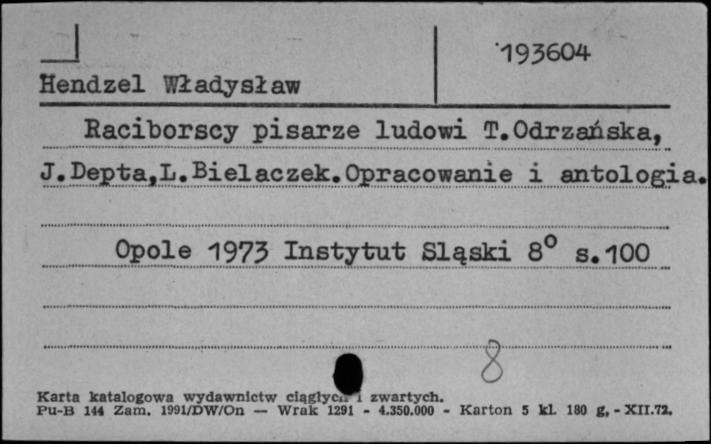 193604
Hendzel Władysław
Raciborscy pisarze ludowi T.Odrzańska,
J.Depta,L.Bielaczek.Opracowanie i antologia.
Opole 1973 Instytut Sląski 8° s.100
8
Karta katalogowa wydawnictw ciągłych i zwartych.
Pu-B 144 Zam. 1991/DW/On — Wrak 1291 - 4.350.000 - Karton 5 kl. 180 g, - XII.72.